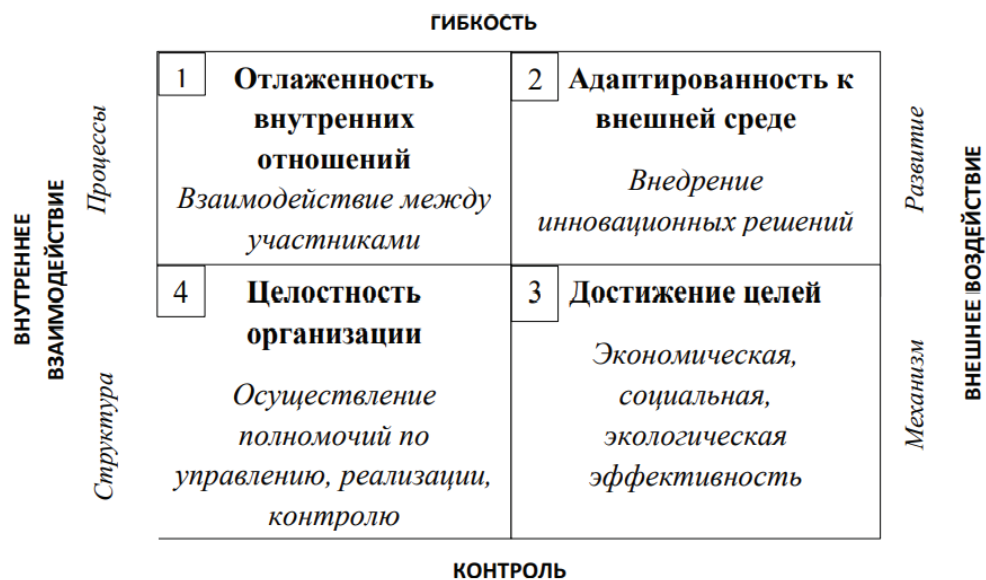 ГИБКОСТЬ
ВНУТРЕННЕЕ
ВЗАИМОДЕЙСТВИЕ
Процессы
Структура
1
Отлаженность
внутренних
отношений
Взаимодействие между
участниками
2
Адаптированность к
внешней среде
Внедрение
инновационных решений
4
Целостность
организации
Осуществление
полномочий по
управлению, реализации,
контролю
3
Достижение целей
Экономическая,
социальная,
экологическая
эффективность
Развитие
Механизм
ВНЕШНЕЕ ВОЗДЕЙСТВИЕ
КОНТРОЛЬ